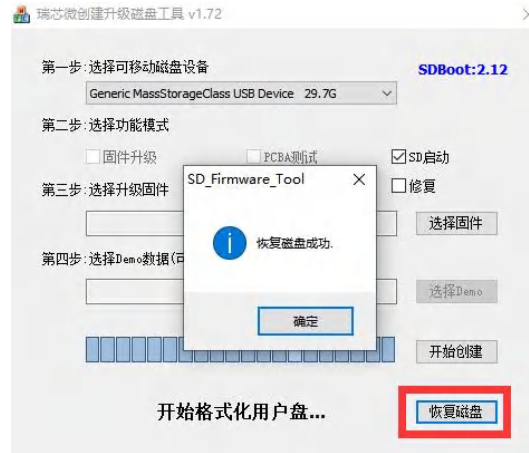 瑞芯微创建升级磁盘工具 v1.72
第一步:选择可移动磁盘设备
SDBoot:2.12
Generic MassStorageClass USB Device 29.7G
第二步:选择功能模式
固件升级
PCBA测试
SD启动
第三步:选择升级固件
修复
选择固件
SD_Firmware_Tool
恢复磁盘成功.
确定
第四步:选择Demo数据(可
选择Demo
开始创建
开始格式化用户盘...
恢复磁盘